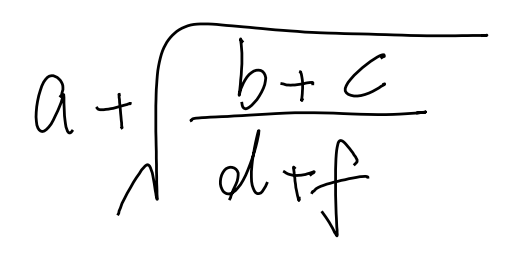 a + √((b + c)/(d + f))